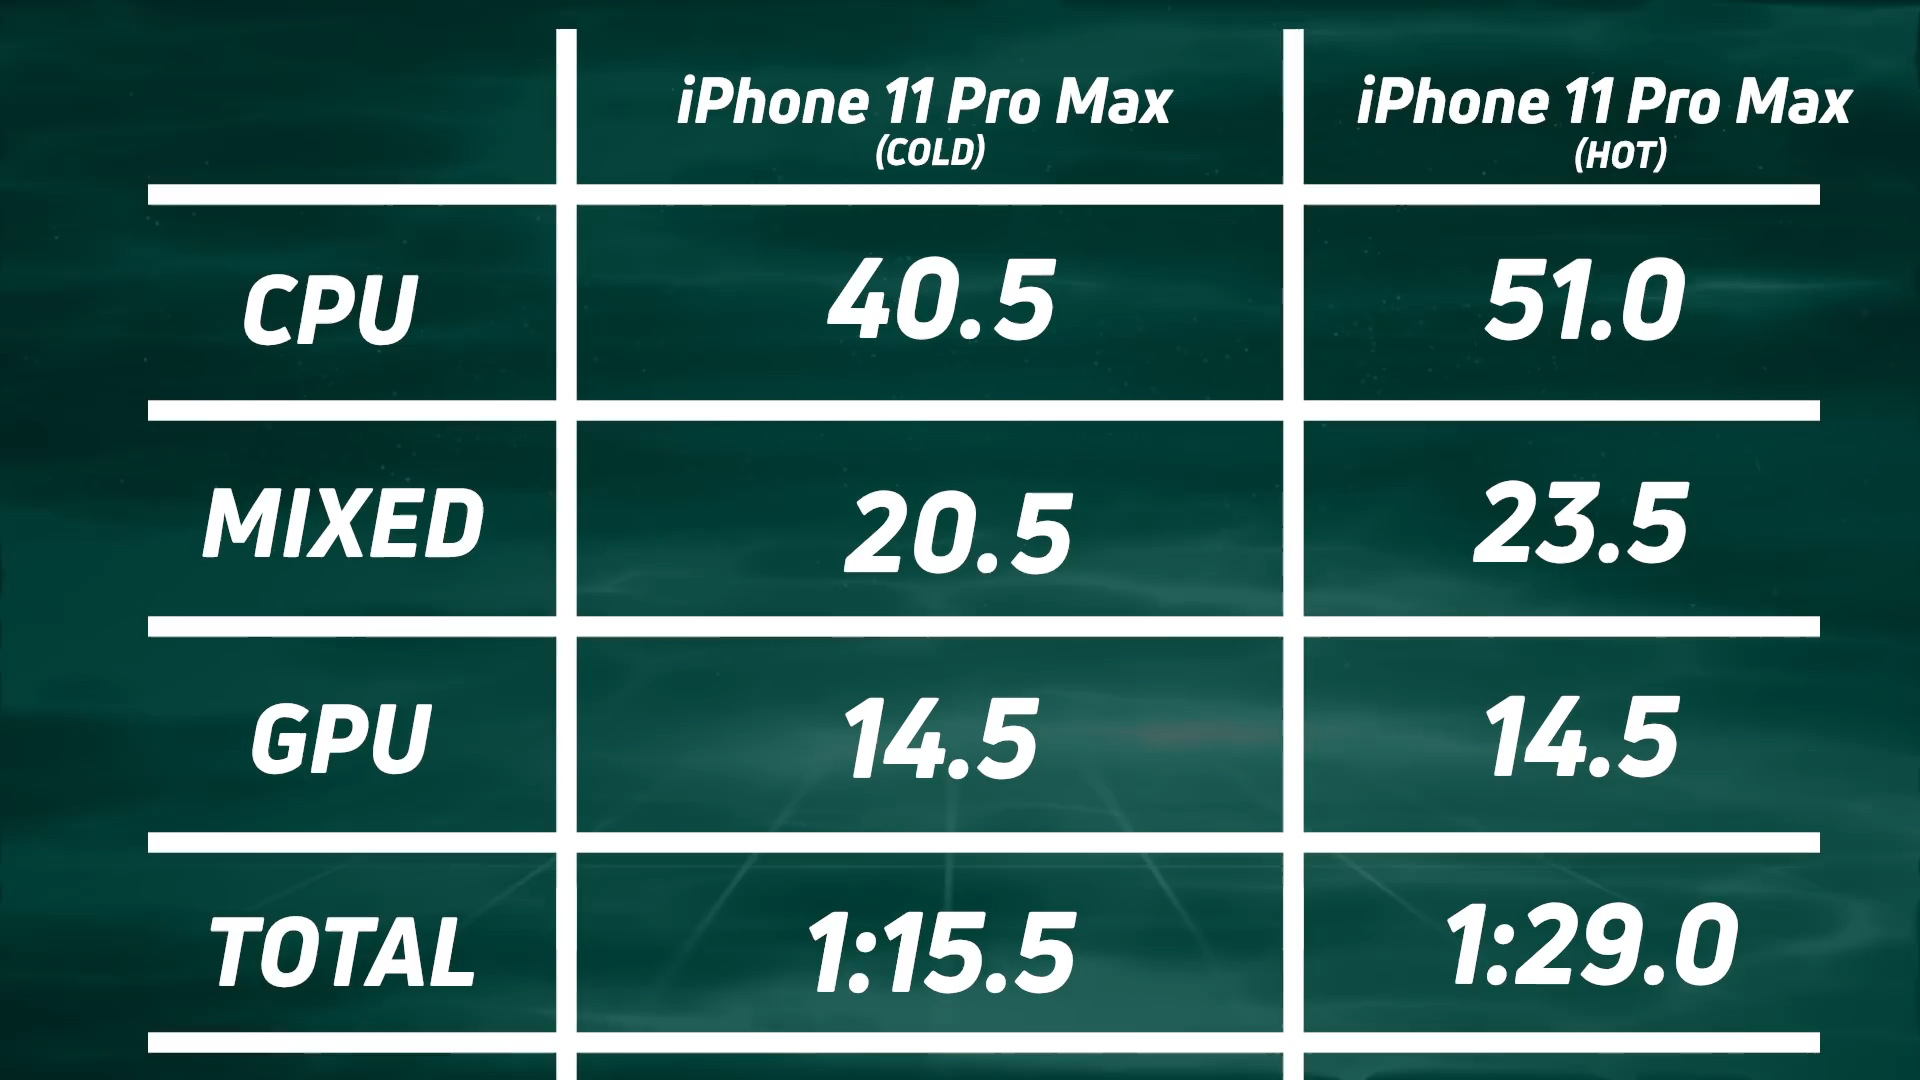 iPhone 11 Pro Max iPhone 11 Pro Max
(COLD) (HOT)
CPU 40.5 51.0
MIXED 20.5 23.5
GPU 14.5 14.5
TOTAL 1:15.5 1:29.0